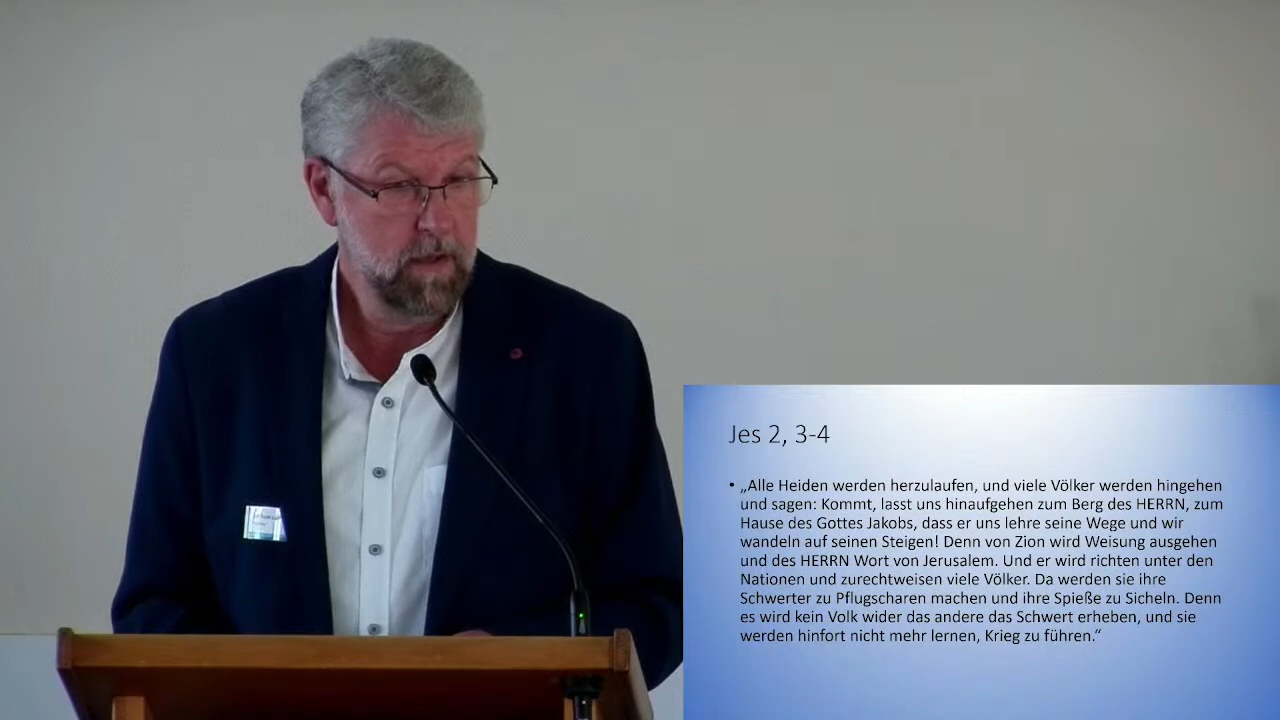 Jes 2, 3-4
• „Alle Heiden werden herzulaufen, und viele Völker werden hingehen
und sagen: Kommt, lasst uns hinaufgehen zum Berg des HERRN, zum
Hause des Gottes Jakobs, dass er uns lehre seine Wege und wir
wandeln auf seinen Steigen! Denn von Zion wird Weisung ausgehen
und des HERRN Wort von Jerusalem. Und er wird richten unter den
Nationen und zurechtweisen viele Völker. Da werden sie ihre
Schwerter zu Pflugscharen machen und ihre Spieße zu Sicheln. Denn
es wird kein Volk wider das andere das Schwert erheben, und sie
werden hinfort nicht mehr lernen, Krieg zu führen.“